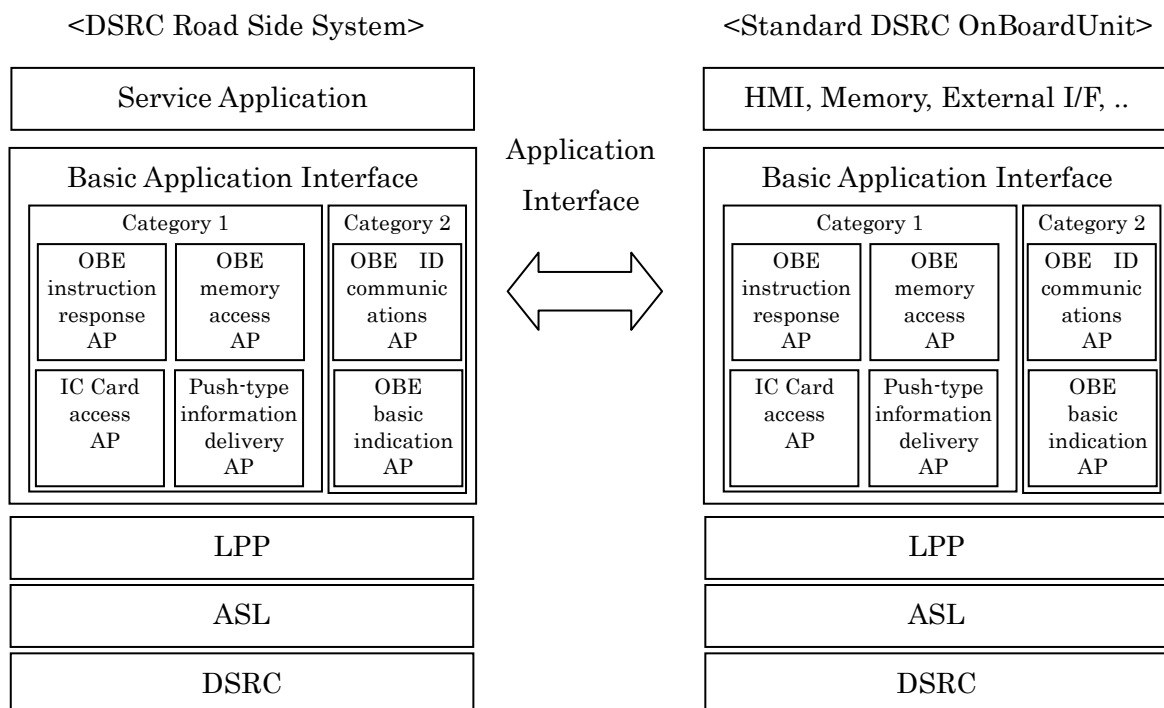 <DSRC Road Side System>
Service Application
Basic Application Interface
Category 1
OBE
instruction
response
AP
OBE
memory
access
AP
IC Card
access
AP
Push-type
information
delivery
AP
Category 2
OBE ID
communic
ations
AP
OBE
basic
indication
AP
LPP
ASL
DSRC
Application
Interface
<Standard DSRC OnBoardUnit>
HMI, Memory, External I/F, ..
Basic Application Interface
Category 1
OBE
instruction
response
AP
OBE
memory
access
AP
IC Card
access
AP
Push-type
information
delivery
AP
Category 2
OBE ID
communic
ations
AP
OBE
basic
indication
AP
LPP
ASL
DSRC